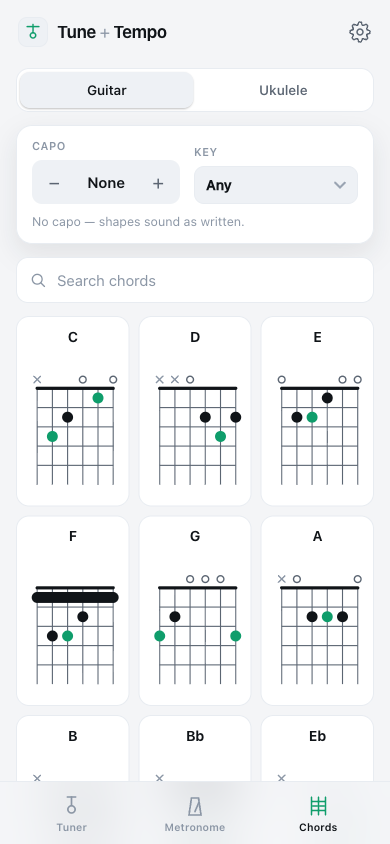 Tune + Tempo
Guitar
Ukulele
CAPO
KEY
− None +
Any
No capo — shapes sound as written.
Search chords
C
D
E
F
G
A
B
Bb
Eb
Tuner
Metronome
Chords